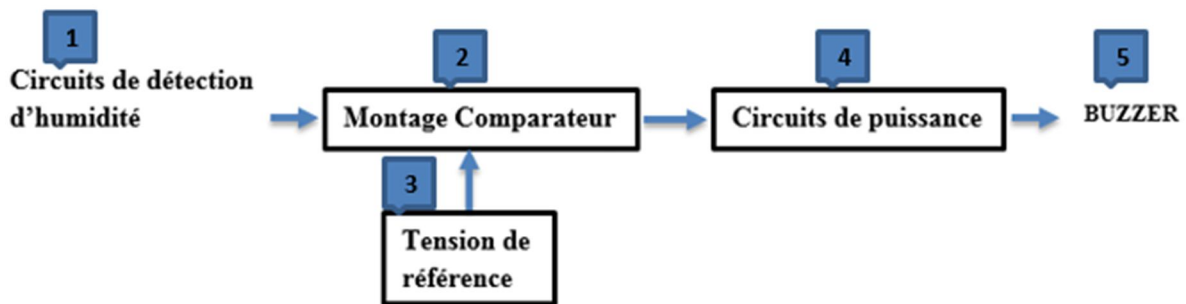 1
Circuits de détection
d'humidité
2
Montage Comparateur
3
Tension de
référence
4
Circuits de puissance
5
BUZZER